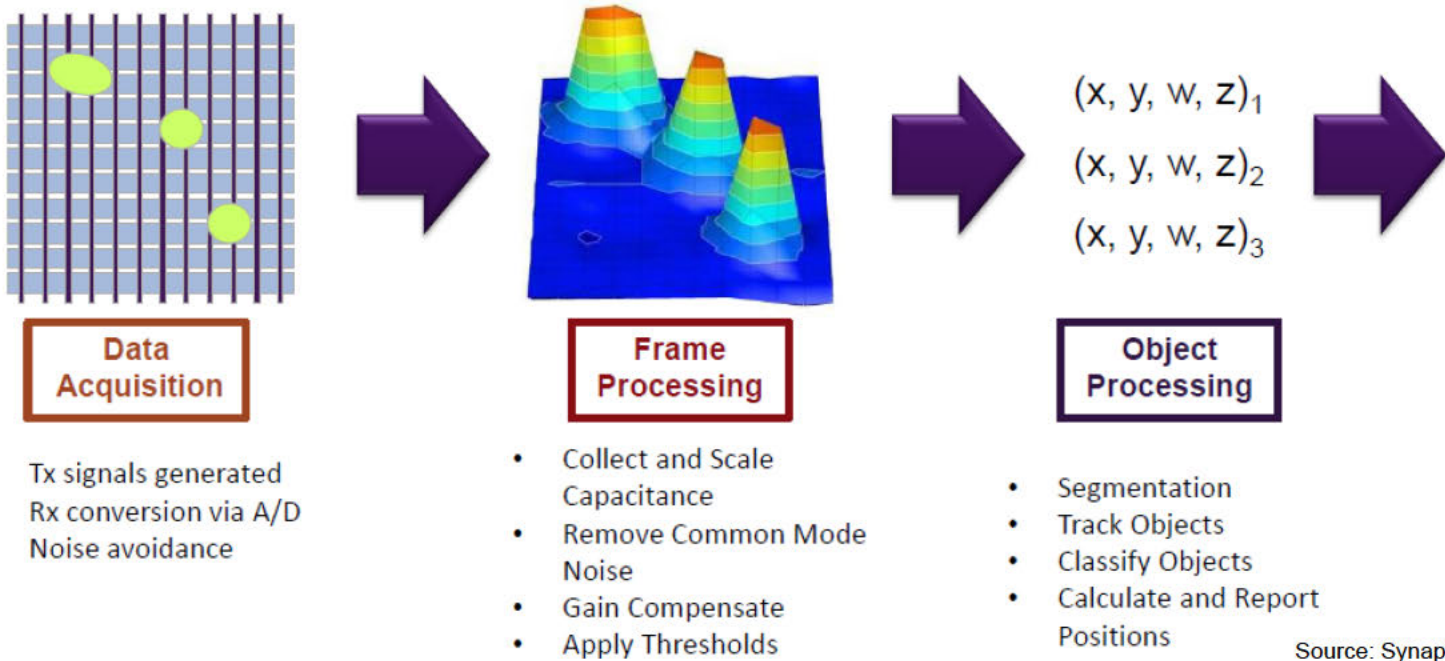 (x, y, w, z)1
(x, y, w, z)2
(x, y, w, z)3
Data
Acquisition
Tx signals generated
Rx conversion via A/D
Noise avoidance
Frame
Processing
• Collect and Scale
Capacitance
• Remove Common Mode
Noise
• Gain Compensate
• Apply Thresholds
Object
Processing
• Segmentation
• Track Objects
• Classify Objects
• Calculate and Report
Positions
Source: Synap